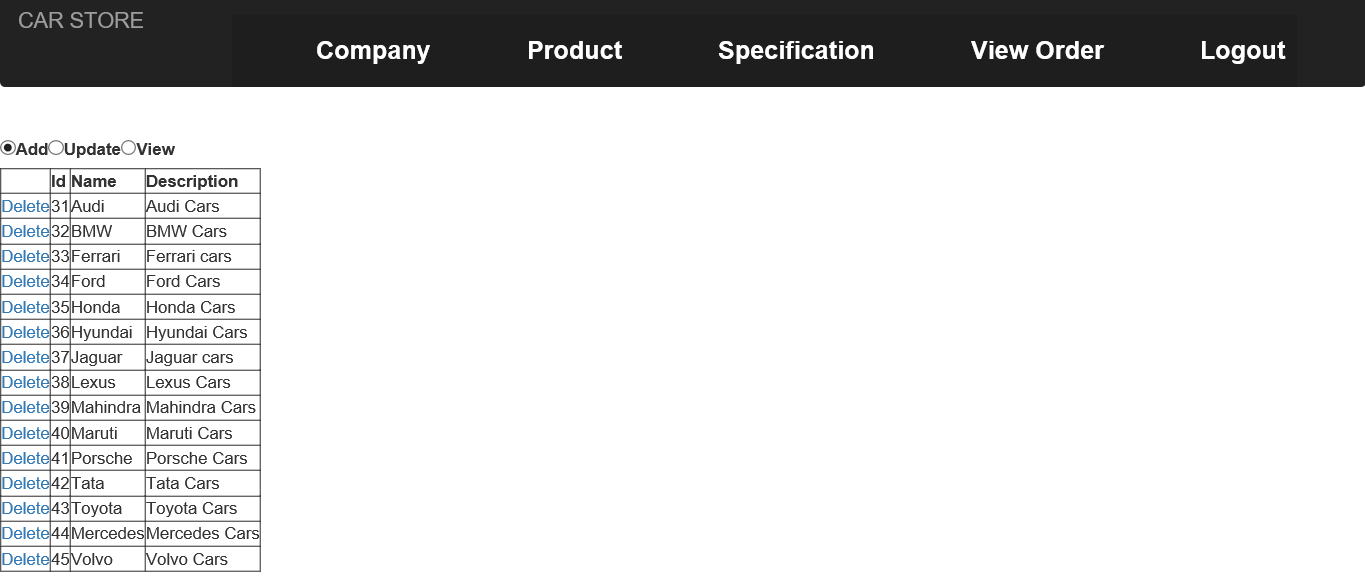 CAR STORE
Company Product Specification View Order Logout
Add Update View
Id Name Description
Delete 31 Audi Audi Cars
Delete 32 BMW BMW Cars
Delete 33 Ferrari Ferrari cars
Delete 34 Ford Ford Cars
Delete 35 Honda Honda Cars
Delete 36 Hyundai Hyundai Cars
Delete 37 Jaguar Jaguar cars
Delete 38 Lexus Lexus Cars
Delete 39 Mahindra Mahindra Cars
Delete 40 Maruti Maruti Cars
Delete 41 Porsche Porsche Cars
Delete 42 Tata Tata Cars
Delete 43 Toyota Toyota Cars
Delete 44 Mercedes Mercedes Cars
Delete 45 Volvo Volvo Cars